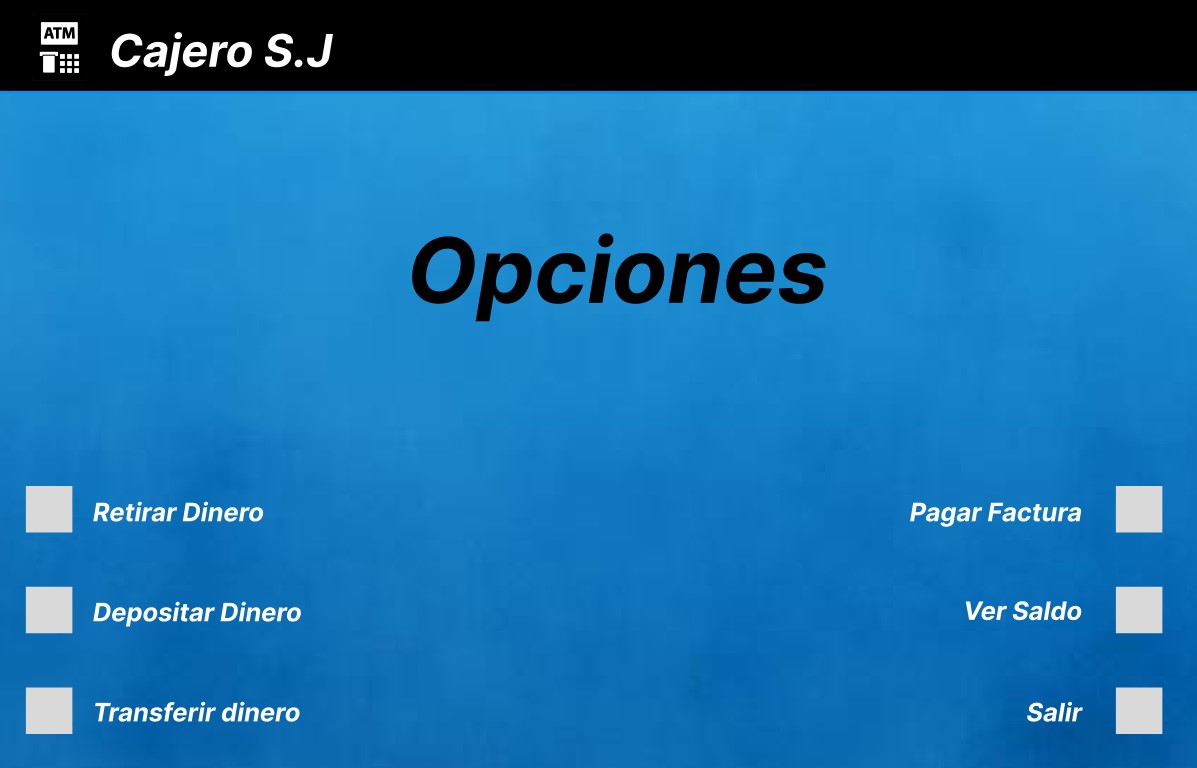 ATM
Cajero S.J
Opciones
Retirar Dinero
Depositar Dinero
Transferir dinero
Pagar Factura
Ver Saldo
Salir